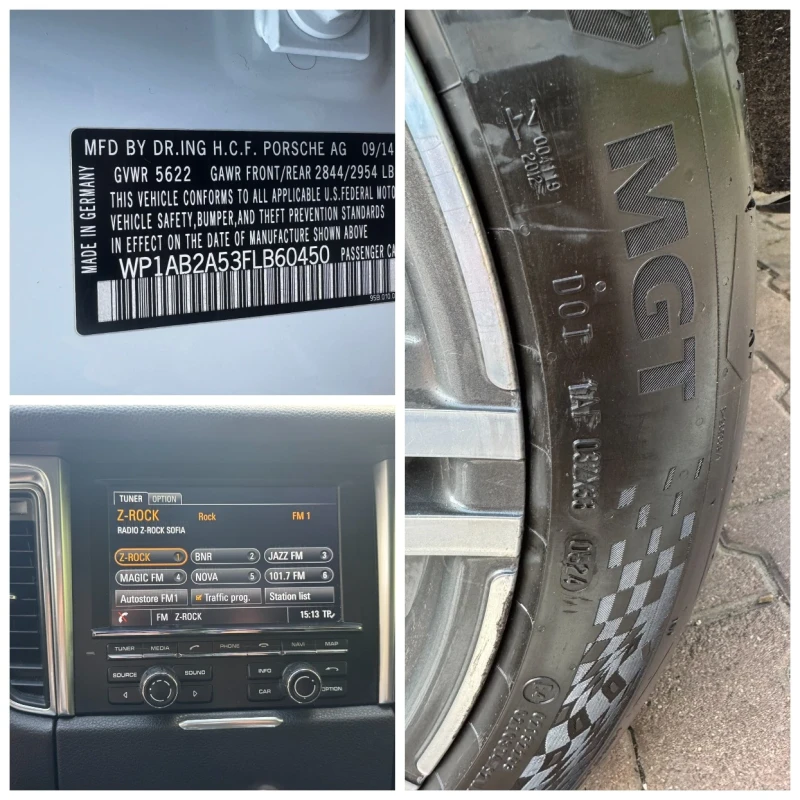 MFD BY DR.ING H.C.F. PORSCHE AG 09/14
GVWR 5622 GAWR FRONT/REAR 2844/2954 LB
THIS VEHICLE CONFORMS TO ALL APPLICABLE U.S.FEDERAL MOTO
VEHICLE SAFETY,BUMPER,AND THEFT PREVENTION STANDARDS
IN EFFECT ON THE DATE OF MANUFACTURE SHOWN ABOVE
WP1AB2A53FLB60450 PASSENGER CA
MADE IN GERMANY
TUNER OPTION
Z-ROCK Rock FM 1
RADIO Z-ROCK SOFIA
Z-ROCK 1 BNR 2 JAZZ FM 3
MAGIC FM 4 NOVA 5 101.7 FM 6
Autostore FM1 Traffic prog. Station list
FM Z-ROCK 15:13 TP
TUNER MEDIA PHONE NAVI MAP
SOURCE SOUND INFO
CAR OPTION
MGT
DOT 1AF 03ZX68 0524